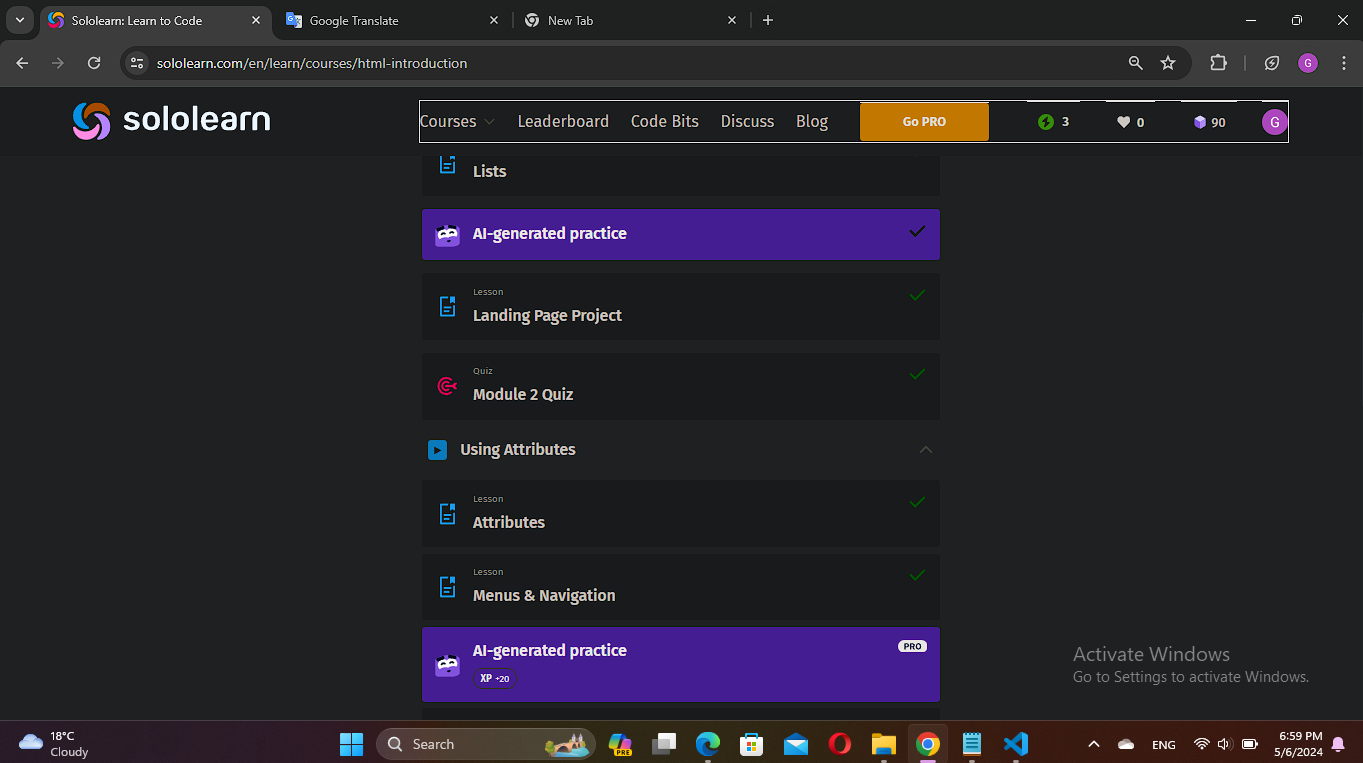 Sololearn: Learn to Code
Google Translate
New Tab
sololearn.com/en/learn/courses/html-introduction
G
sololearn
Courses
Leaderboard
Code Bits
Discuss
Blog
Go PRO
3
0
90
G
Lists
AI-generated practice
Lesson
Landing Page Project
Quiz
Module 2 Quiz
Using Attributes
Lesson
Attributes
Lesson
Menus & Navigation
AI-generated practice
PRO
XP +20
Activate Windows
Go to Settings to activate Windows.
18°C
Cloudy
Search
PRE
ENG
6:59 PM
5/6/2024